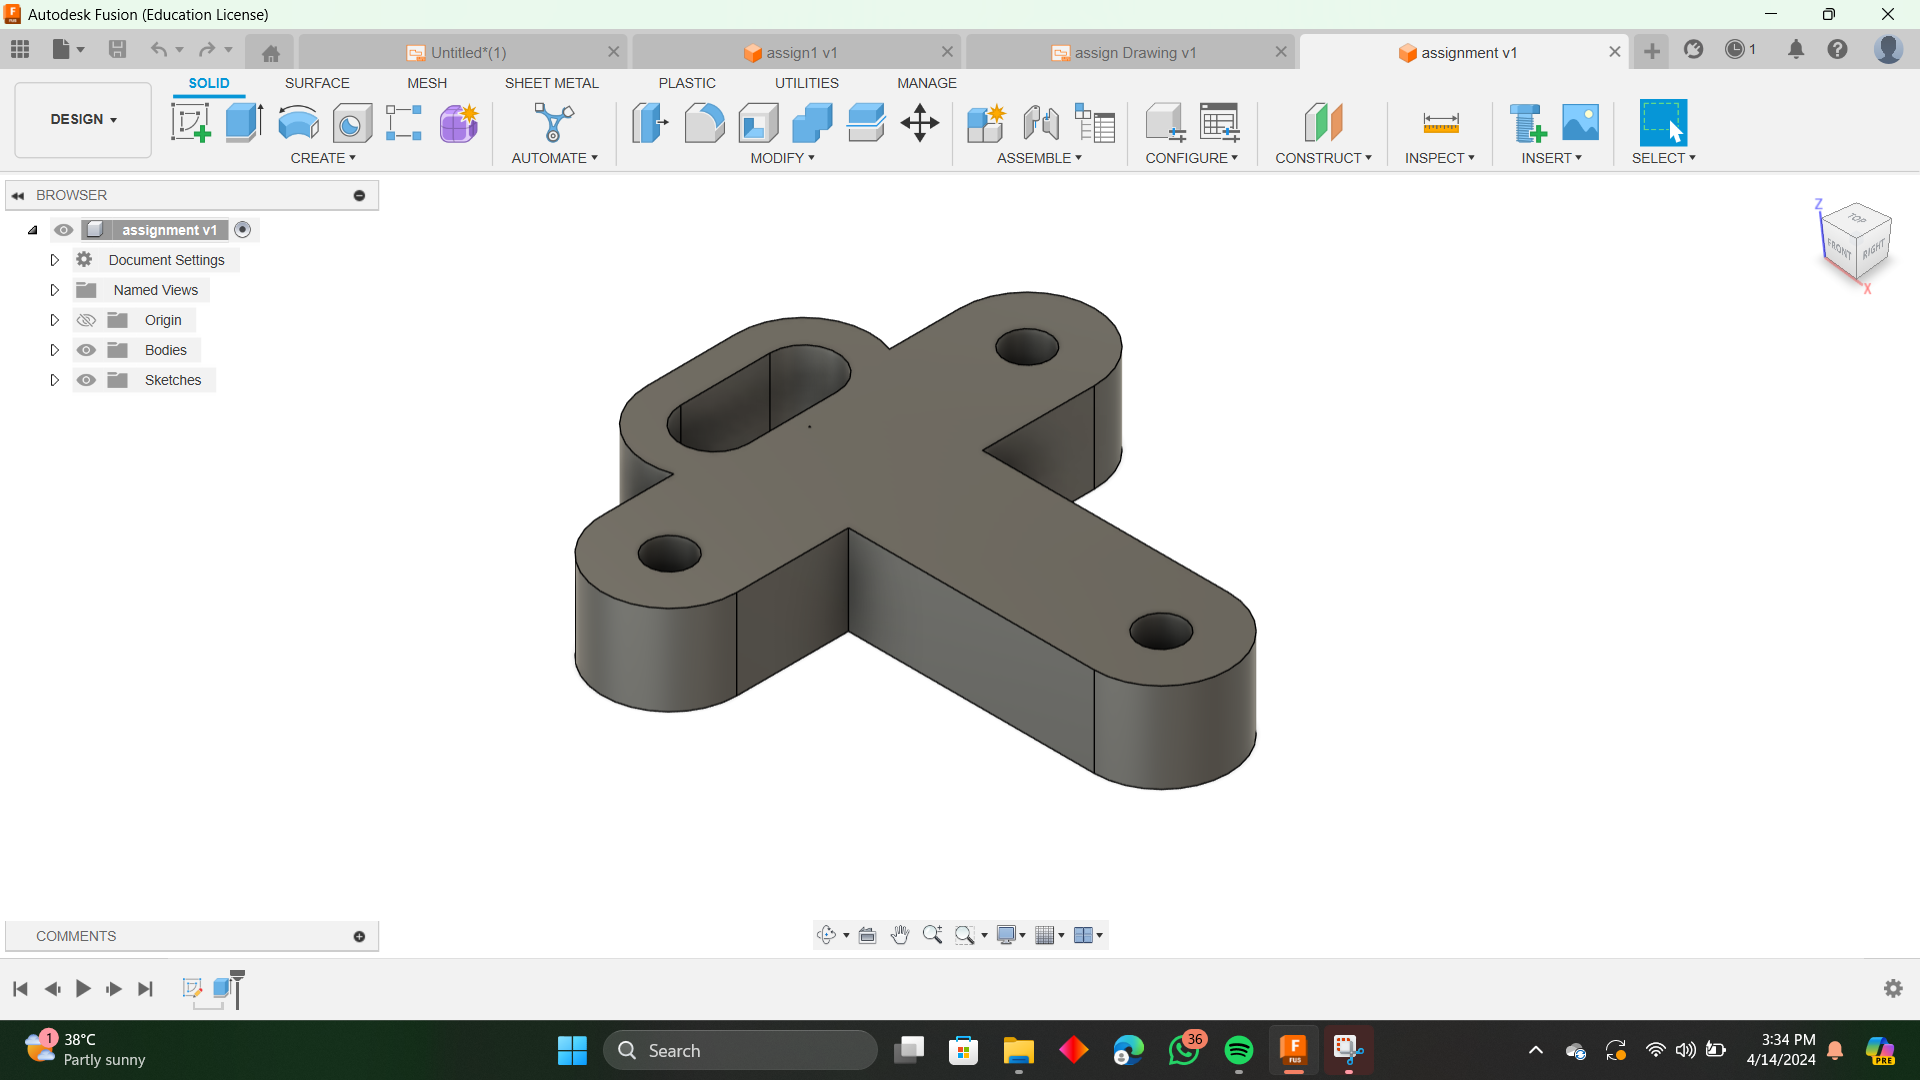 Autodesk Fusion (Education License)
Untitled*(1)
assign1 v1
assign Drawing v1
assignment v1
1
DESIGN
SOLID
SURFACE
MESH
SHEET METAL
PLASTIC
UTILITIES
MANAGE
CREATE
AUTOMATE
MODIFY
ASSEMBLE
CONFIGURE
CONSTRUCT
INSPECT
INSERT
SELECT
BROWSER
assignment v1
Document Settings
Named Views
Origin
Bodies
Sketches
Z
TOP
FRONT
RIGHT
X
COMMENTS
1
38°C
Partly sunny
Search
36
F
FUS
3:34 PM
4/14/2024
PRE